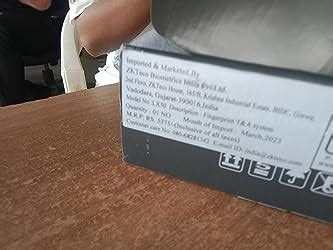 Imported & Marketed By
ZKTeco Biometrics India Pvt Ltd.
2nd Floor, ZKTeco House, 165/B, Krishna Industrial Estate, BIDC, Gorwa,
Vadodara, Gujarat-390016, India
Model No : LX50 Description : Fingerprint T&A system
Quantity : 01 NO Month of Import : March, 2023
M.R.P. RS. 5775/-(Inclusive of all taxes)
Customer care No: 080-68281342 E-mail ID: india@zkteco.com